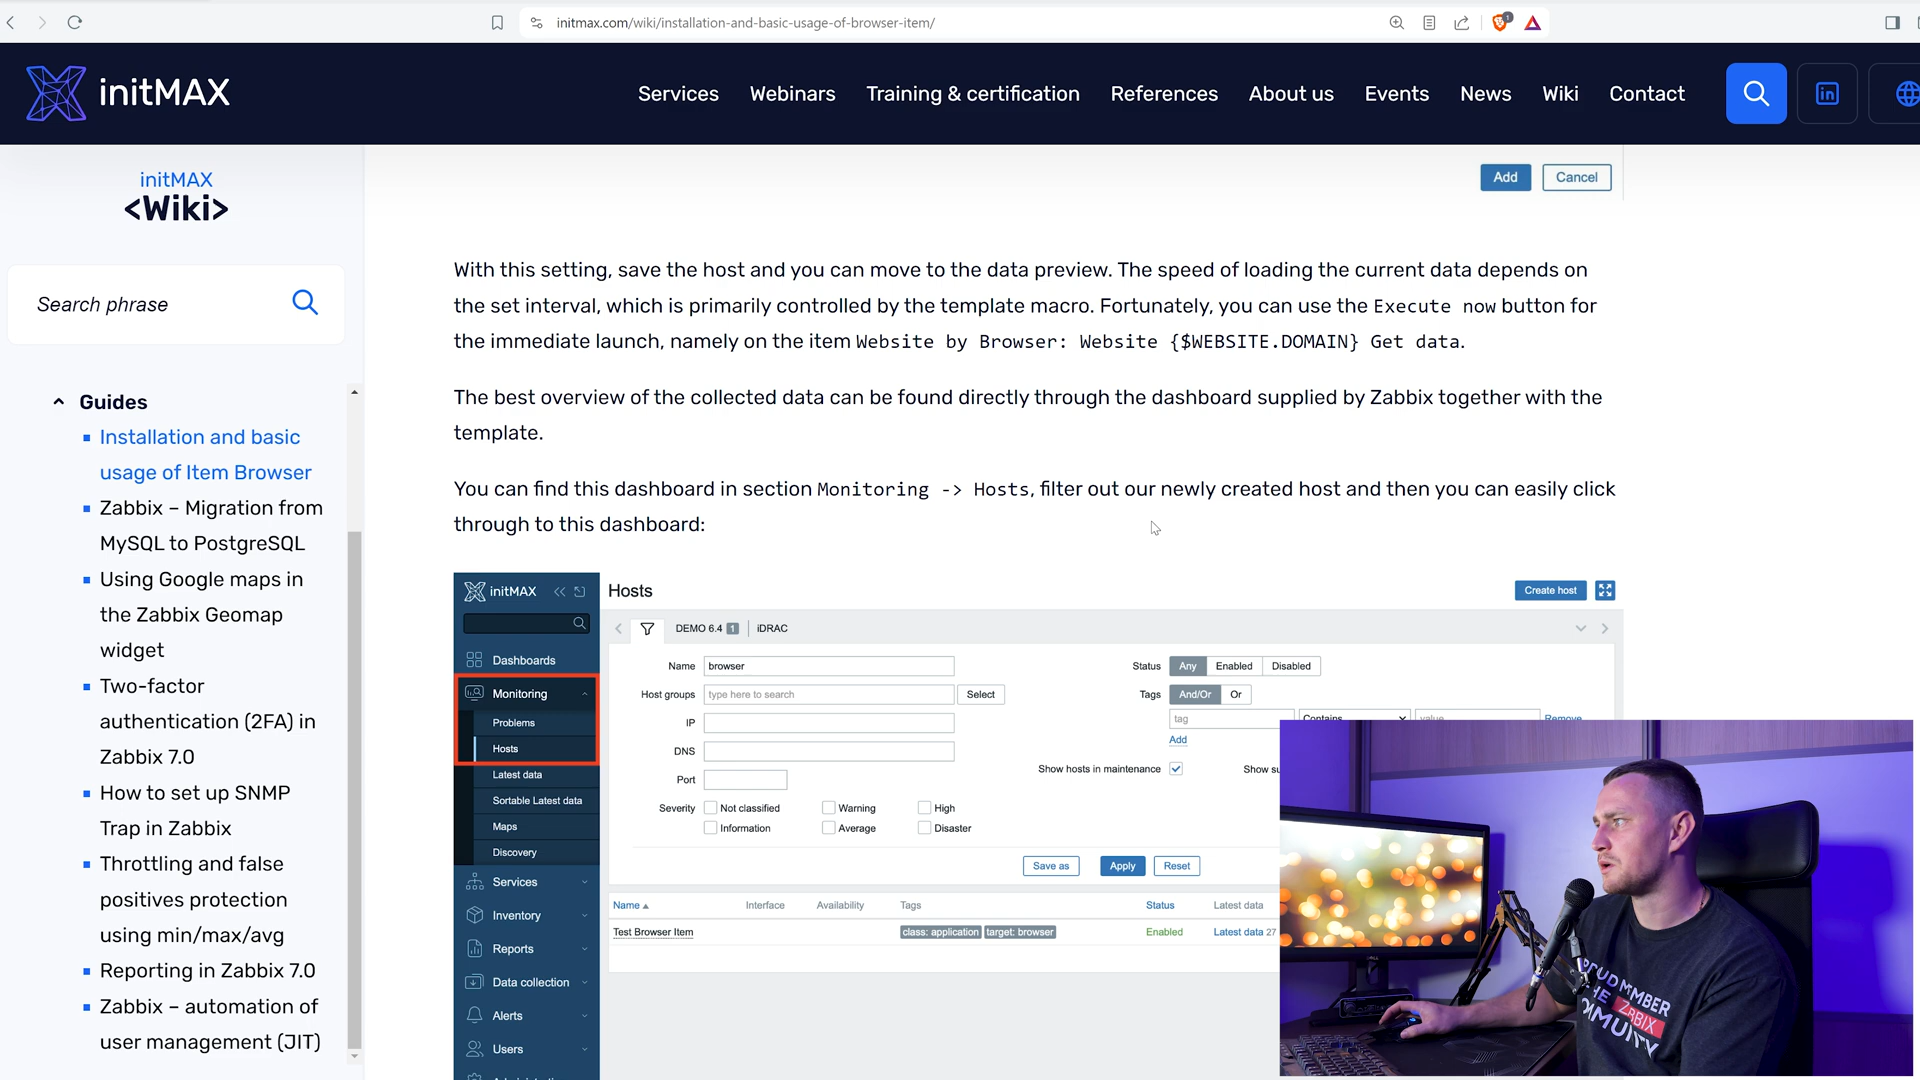 initmax.com/wiki/installation-and-basic-usage-of-browser-item/
1
initMAX
Services
Webinars
Training & certification
References
About us
Events
News
Wiki
Contact
in
initMAX
<Wiki>
Search phrase
Guides
Installation and basic
usage of Item Browser
Zabbix – Migration from
MySQL to PostgreSQL
Using Google maps in
the Zabbix Geomap
widget
Two-factor
authentication (2FA) in
Zabbix 7.0
How to set up SNMP
Trap in Zabbix
Throttling and false
positives protection
using min/max/avg
Reporting in Zabbix 7.0
Zabbix – automation of
user management (JIT)
Add
Cancel
With this setting, save the host and you can move to the data preview. The speed of loading the current data depends on
the set interval, which is primarily controlled by the template macro. Fortunately, you can use the Execute now button for
the immediate launch, namely on the item Website by Browser: Website {$WEBSITE.DOMAIN} Get data.
The best overview of the collected data can be found directly through the dashboard supplied by Zabbix together with the
template.
You can find this dashboard in section Monitoring -> Hosts, filter out our newly created host and then you can easily click
through to this dashboard:
initMAX
Dashboards
Monitoring
Problems
Hosts
Latest data
Sortable Latest data
Maps
Discovery
Services
Inventory
Reports
Data collection
Alerts
Users
Hosts
Create host
DEMO 6.4 1
iDRAC
Name browser
Host groups type here to search Select
IP
DNS
Port
Severity Not classified Warning High
Information Average Disaster
Status Any Enabled Disabled
Tags And/Or Or
tag Contains value Remove
Add
Show hosts in maintenance
Show su
Save as
Apply
Reset
Name Interface Availability Tags Status Latest data
Test Browser Item class: application target: browser Enabled Latest data 27
PROUD MEMBER
THE ZABBIX
COMMUNITY